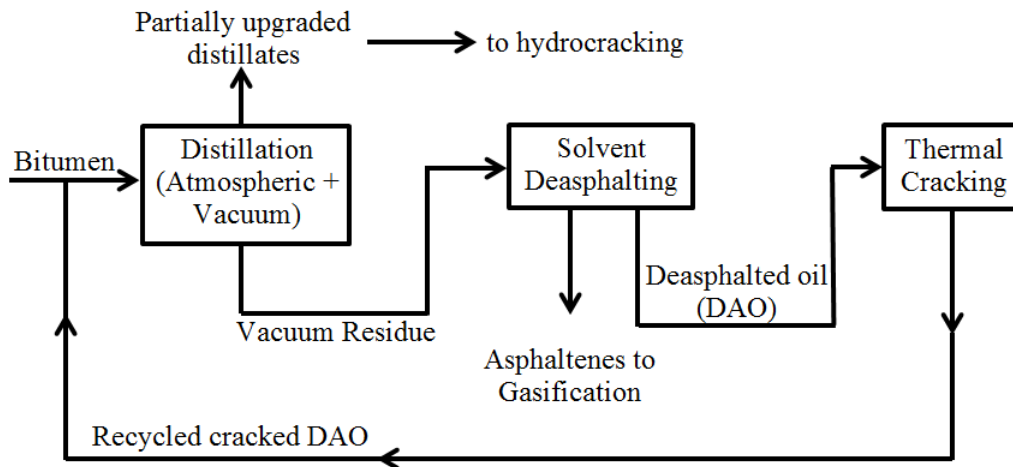 Partially upgraded
distillates
to hydrocracking
Bitumen
Distillation
(Atmospheric +
Vacuum)
Solvent
Deasphalting
Thermal
Cracking
Vacuum Residue
Deasphalted oil
(DAO)
Asphaltenes to
Gasification
Recycled cracked DAO